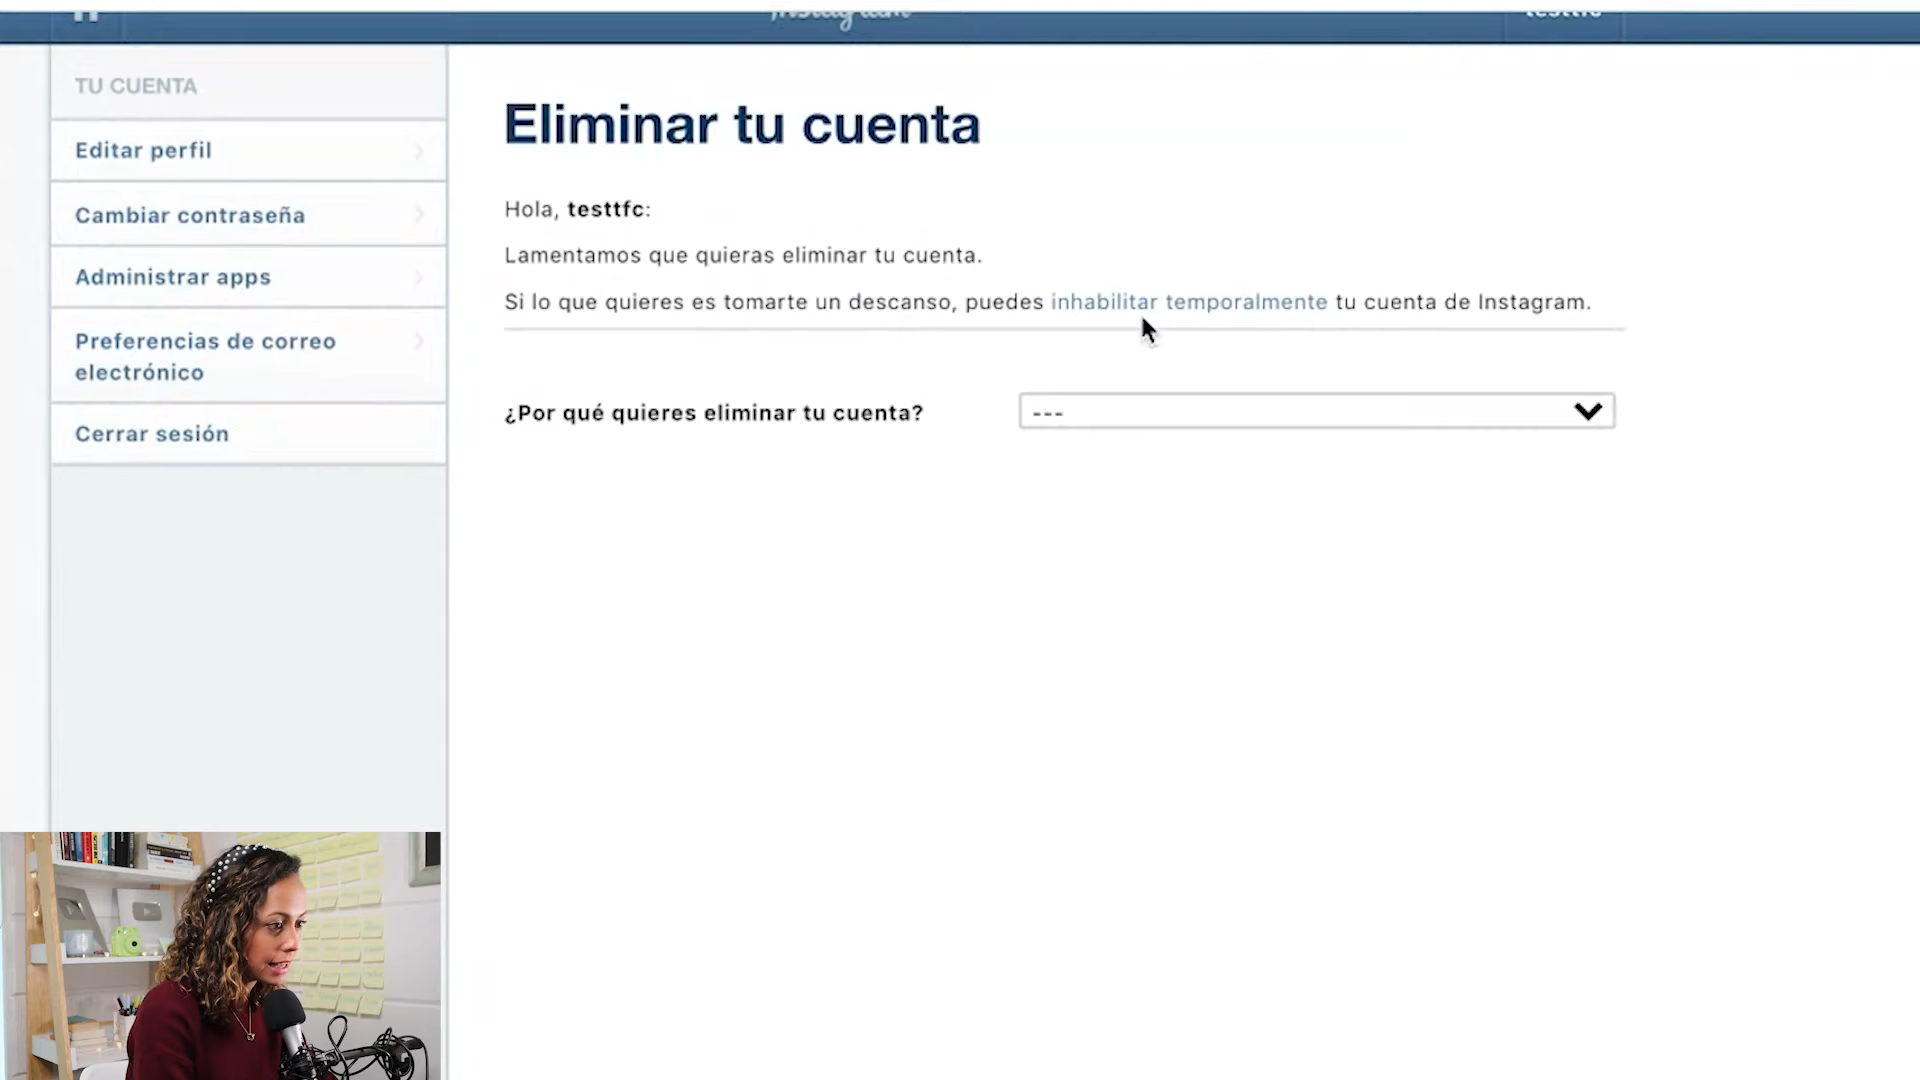 Instagram
testtfc
TU CUENTA
Editar perfil
Cambiar contraseña
Administrar apps
Preferencias de correo
electrónico
Cerrar sesión
Eliminar tu cuenta
Hola, testtfc:
Lamentamos que quieras eliminar tu cuenta.
Si lo que quieres es tomarte un descanso, puedes inhabilitar temporalmente tu cuenta de Instagram.
¿Por qué quieres eliminar tu cuenta? ---